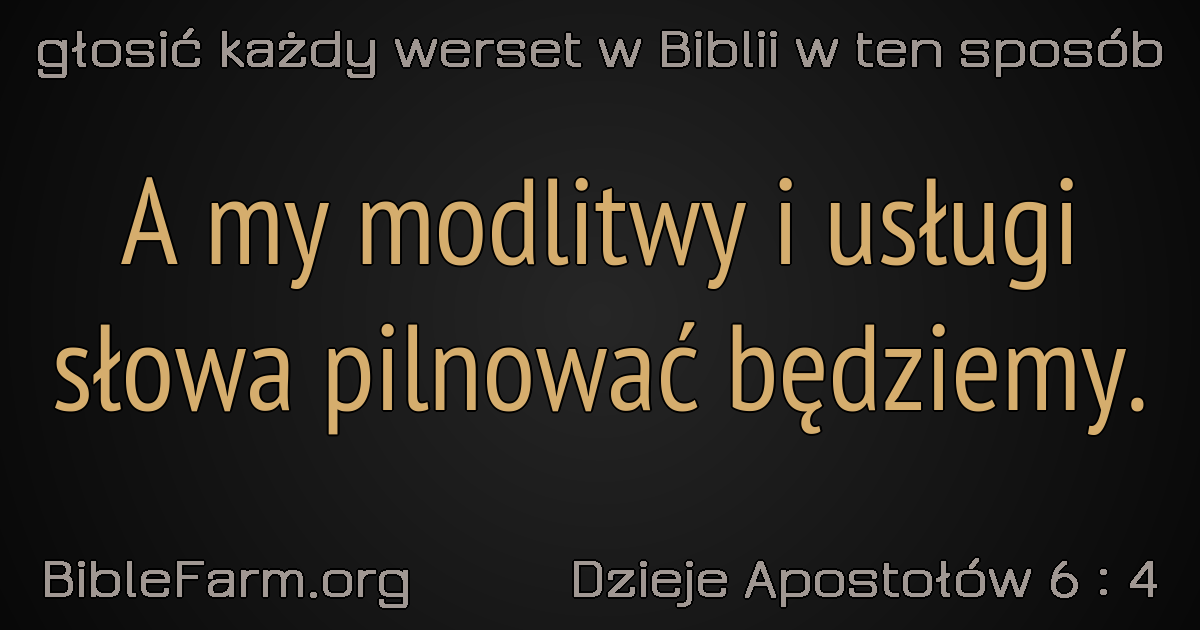 głosić każdy werset w Biblii w ten sposób
A my modlitwy i usługi
słowa pilnować będziemy.
BibleFarm.org
Dzieje Apostołów 6 : 4